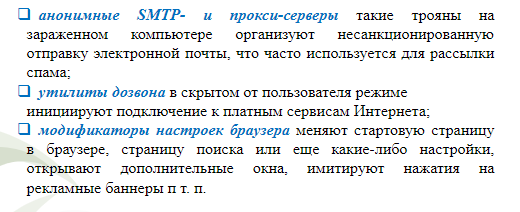 ❑ анонимные SMTP- и прокси-серверы такие трояны на
зараженном компьютере организуют несанкционированную
отправку электронной почты, что часто используется для рассылки
спама;
❑ утилиты дозвона в скрытом от пользователя режиме
инициируют подключение к платным сервисам Интернета;
❑ модификаторы настроек браузера меняют стартовую страницу
в браузере, страницу поиска или еще какие-либо настройки,
открывают дополнительные окна, имитируют нажатия на
рекламные баннеры п т. п.